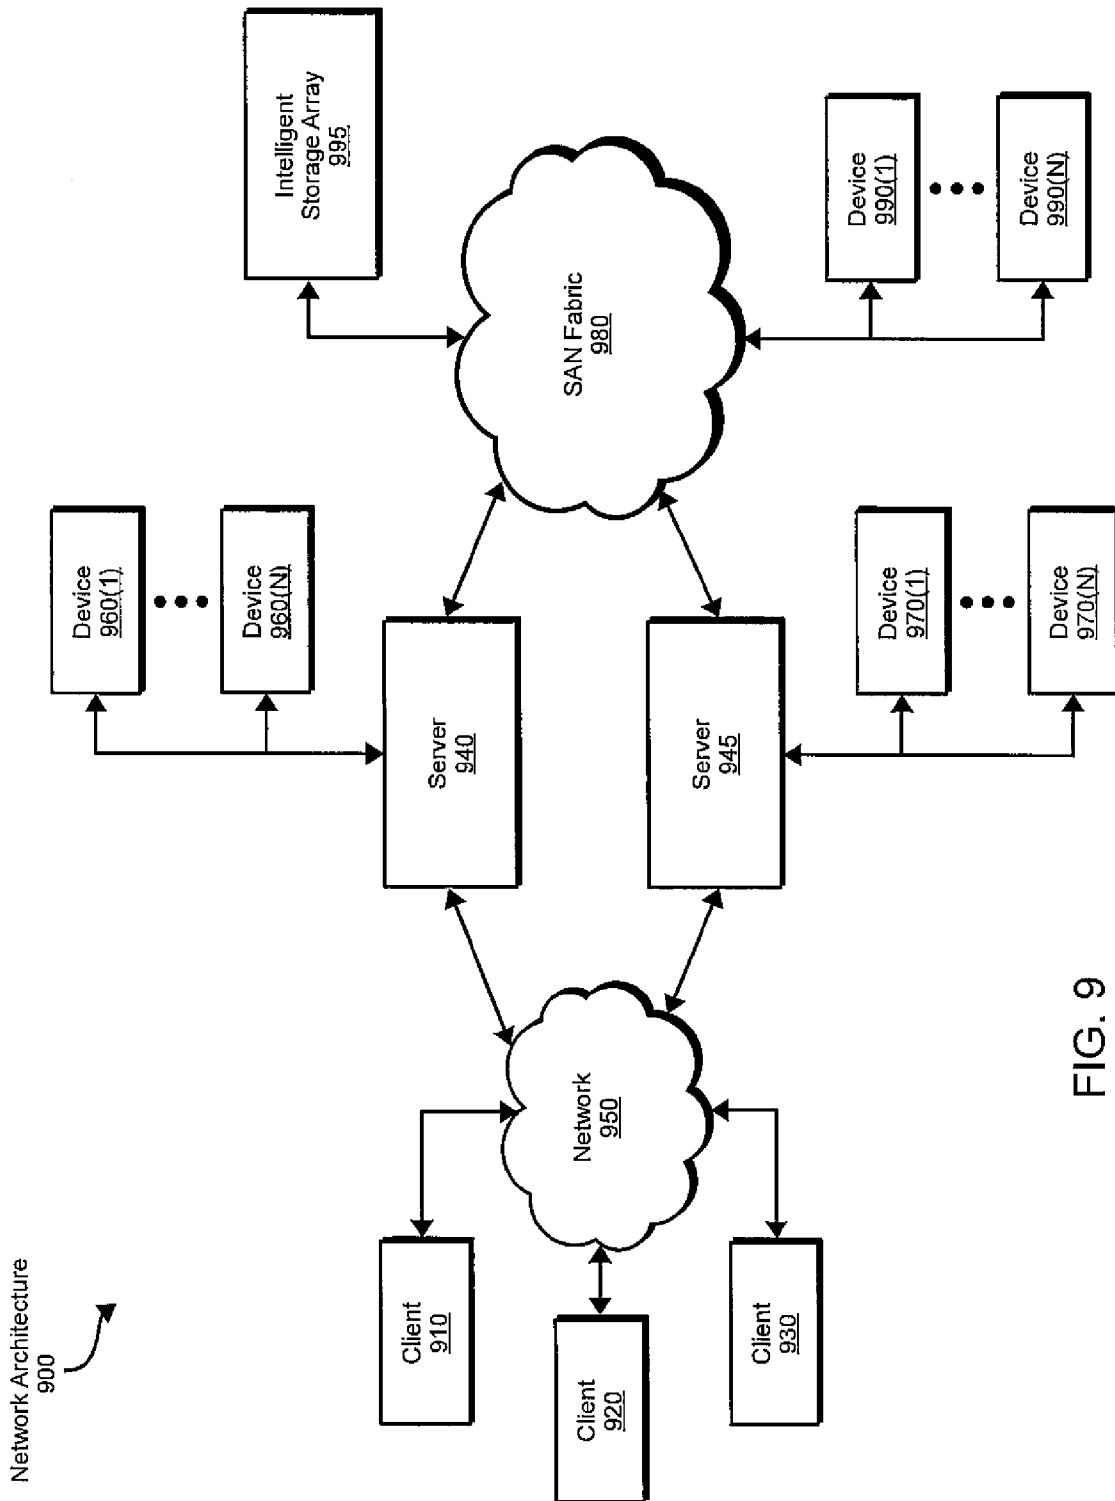 Network Architecture
900
Client
910
Client
920
Client
930
Network
950
Server
940
Server
945
Device
960(1)
Device
960(N)
Device
970(1)
Device
970(N)
SAN Fabric
980
Intelligent
Storage Array
995
Device
990(1)
Device
990(N)
FIG. 9